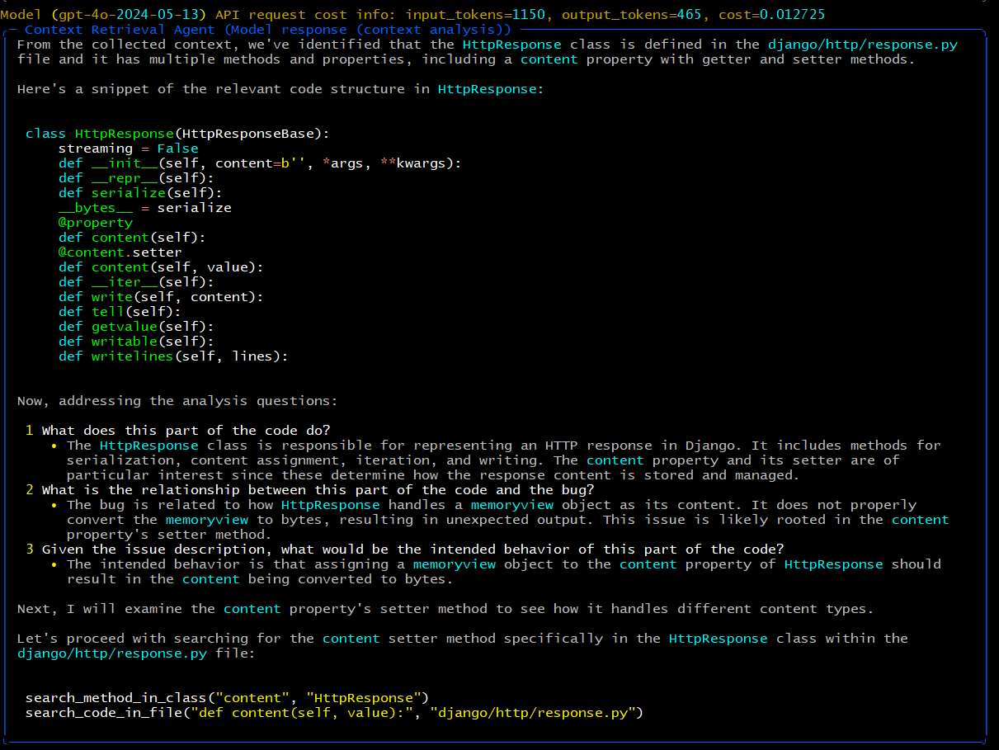 Model (gpt-4o-2024-05-13) API request cost info: input_tokens=1150, output_tokens=465, cost=0.012725
Context Retrieval Agent (Model response (context analysis))
From the collected context, we've identified that the HttpResponse class is defined in the django/http/response.py
file and it has multiple methods and properties, including a content property with getter and setter methods.
Here's a snippet of the relevant code structure in HttpResponse:
class HttpResponse(HttpResponseBase):
    streaming = False
    def __init__(self, content=b'', *args, **kwargs):
    def __repr__(self):
    def serialize(self):
    __bytes__ = serialize
    @property
    def content(self):
    @content.setter
    def content(self, value):
    def __iter__(self):
    def write(self, content):
    def tell(self):
    def getvalue(self):
    def writable(self):
    def writelines(self, lines):
Now, addressing the analysis questions:
1 What does this part of the code do?
• The HttpResponse class is responsible for representing an HTTP response in Django. It includes methods for
serialization, content assignment, iteration, and writing. The content property and its setter are of
particular interest since these determine how the response content is stored and managed.
2 What is the relationship between this part of the code and the bug?
• The bug is related to how HttpResponse handles a memoryview object as its content. It does not properly
convert the memoryview to bytes, resulting in unexpected output. This issue is likely rooted in the content
property's setter method.
3 Given the issue description, what would be the intended behavior of this part of the code?
• The intended behavior is that assigning a memoryview object to the content property of HttpResponse should
result in the content being converted to bytes.
Next, I will examine the content property's setter method to see how it handles different content types.
Let's proceed with searching for the content setter method specifically in the HttpResponse class within the
django/http/response.py file:
search_method_in_class("content", "HttpResponse")
search_code_in_file("def content(self, value):", "django/http/response.py")